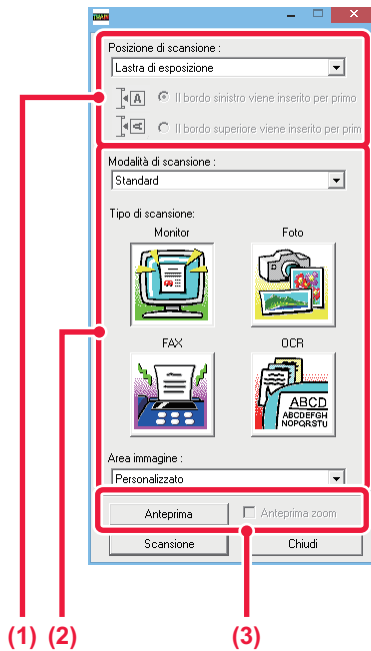 TWAIN
Posizione di scansione :
Lastra di esposizione
A Il bordo sinistro viene inserito per primo
A Il bordo superiore viene inserito per prim
Modalità di scansione :
Standard
Tipo di scansione:
Monitor Foto
FAX OCR
ABCD
ABCDEFGH
NOPQRSTU
Area immagine :
Personalizzato
Anteprima Anteprima zoom
Scansione Chiudi
(1) (2) (3)